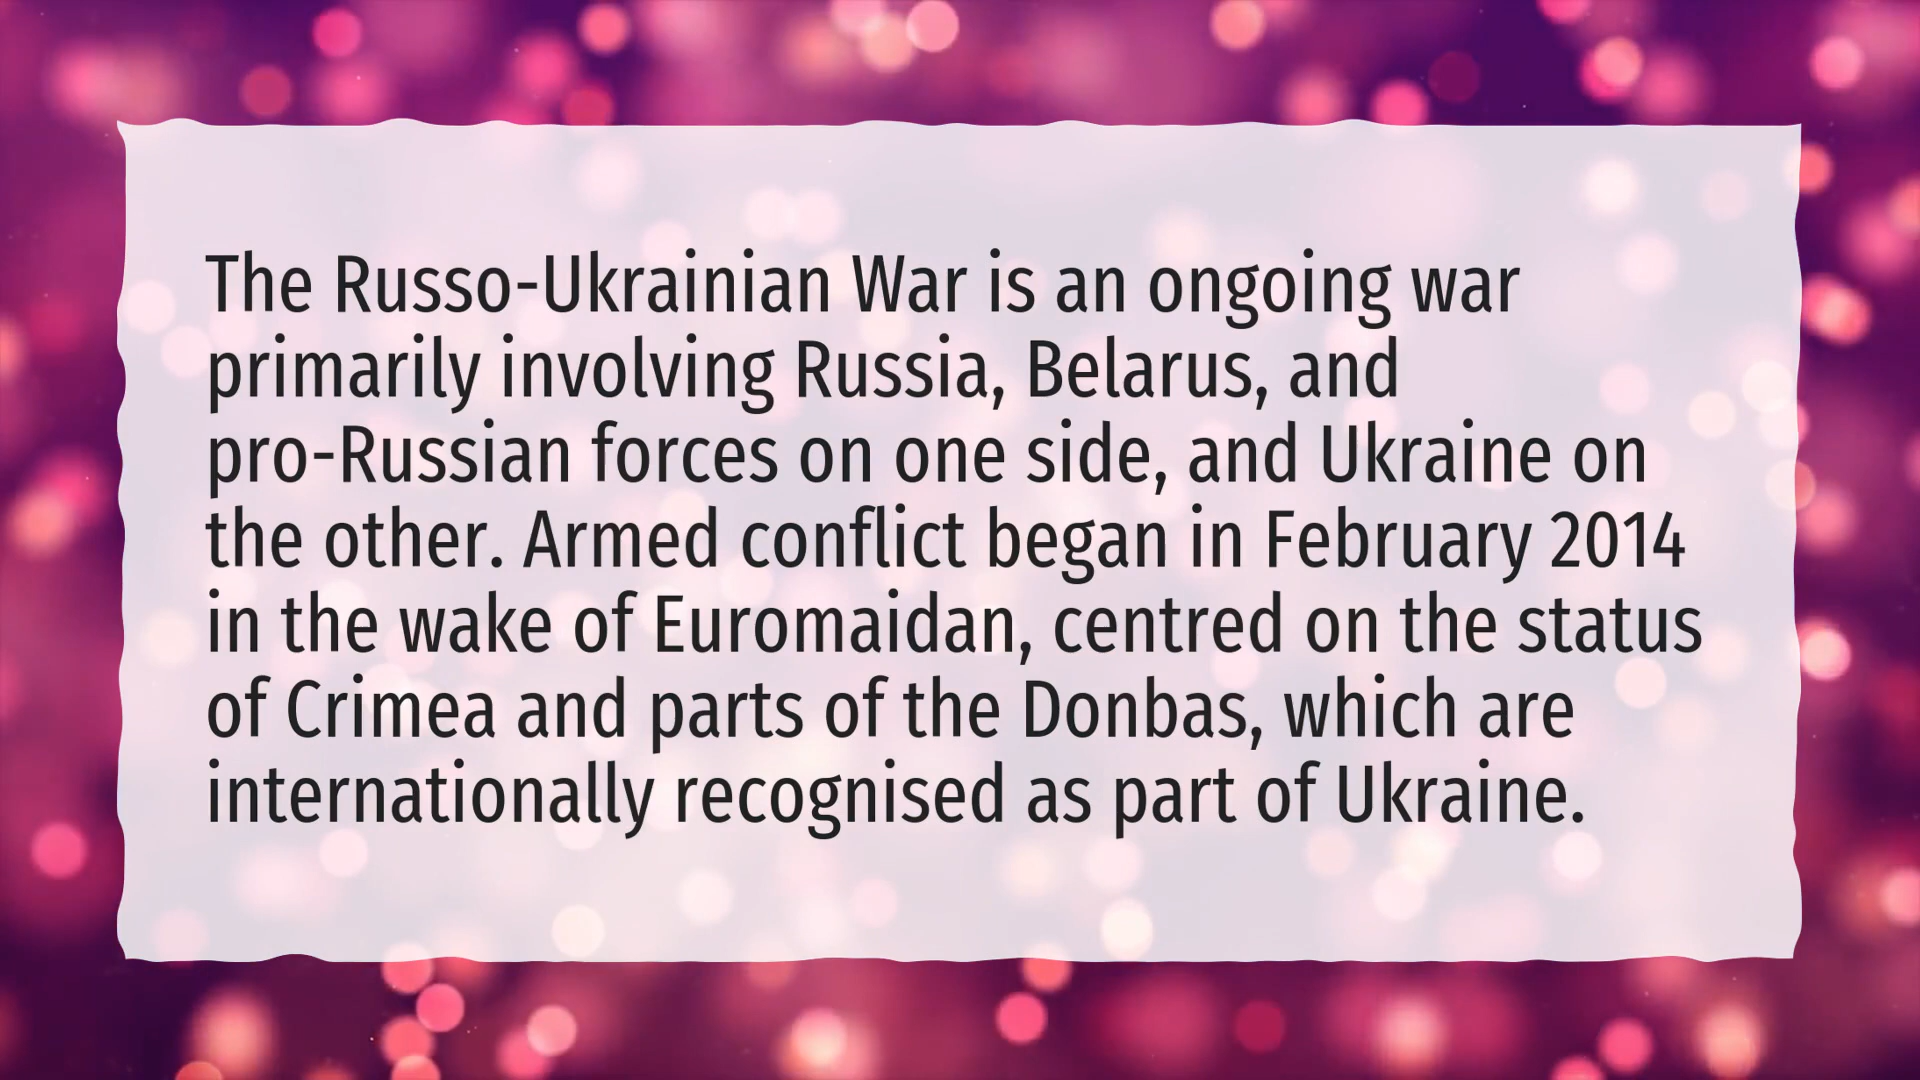 The Russo-Ukrainian War is an ongoing war
primarily involving Russia, Belarus, and
pro-Russian forces on one side, and Ukraine on
the other. Armed conflict began in February 2014
in the wake of Euromaidan, centred on the status
of Crimea and parts of the Donbas, which are
internationally recognised as part of Ukraine.